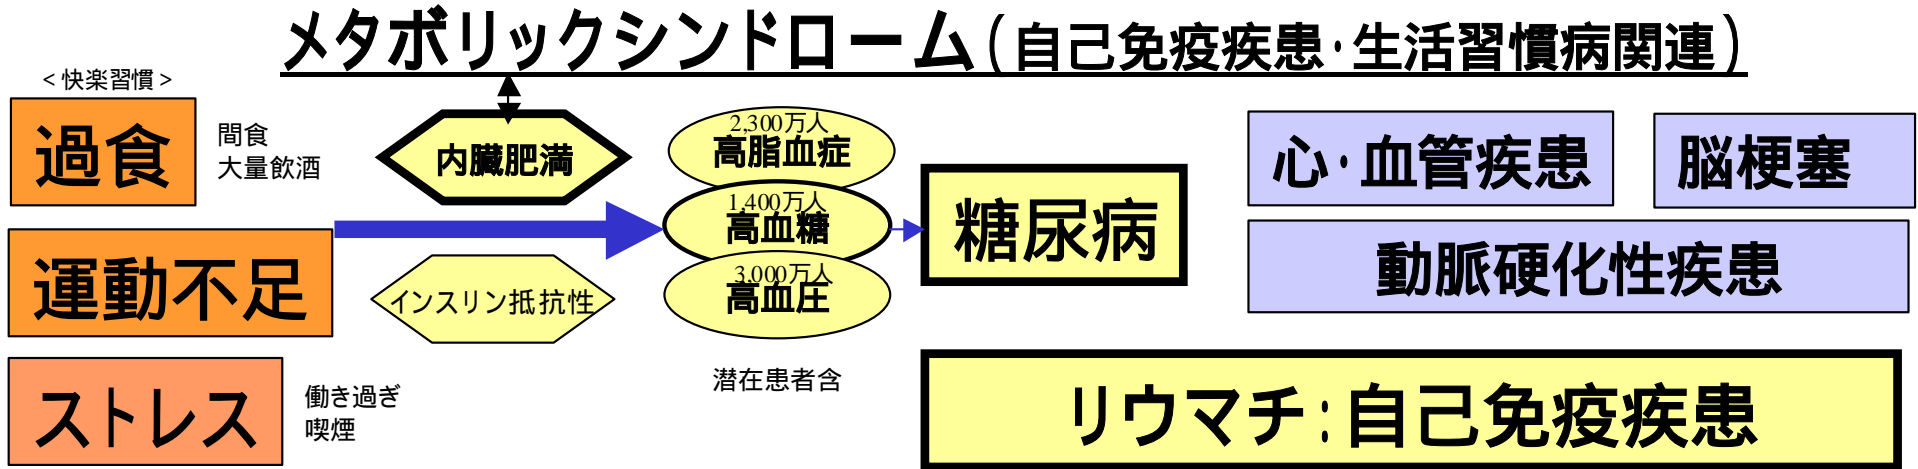 メタボリックシンドローム(自己免疫疾患・生活習慣病関連)
<快楽習慣>
過食
間食
大量飲酒
運動不足
ストレス
働き過ぎ
喫煙
内臓肥満
インスリン抵抗性
2,300万人
高脂血症
1,400万人
高血糖
3,000万人
高血圧
潜在患者含
糖尿病
心・血管疾患
脳梗塞
動脈硬化性疾患
リウマチ:自己免疫疾患